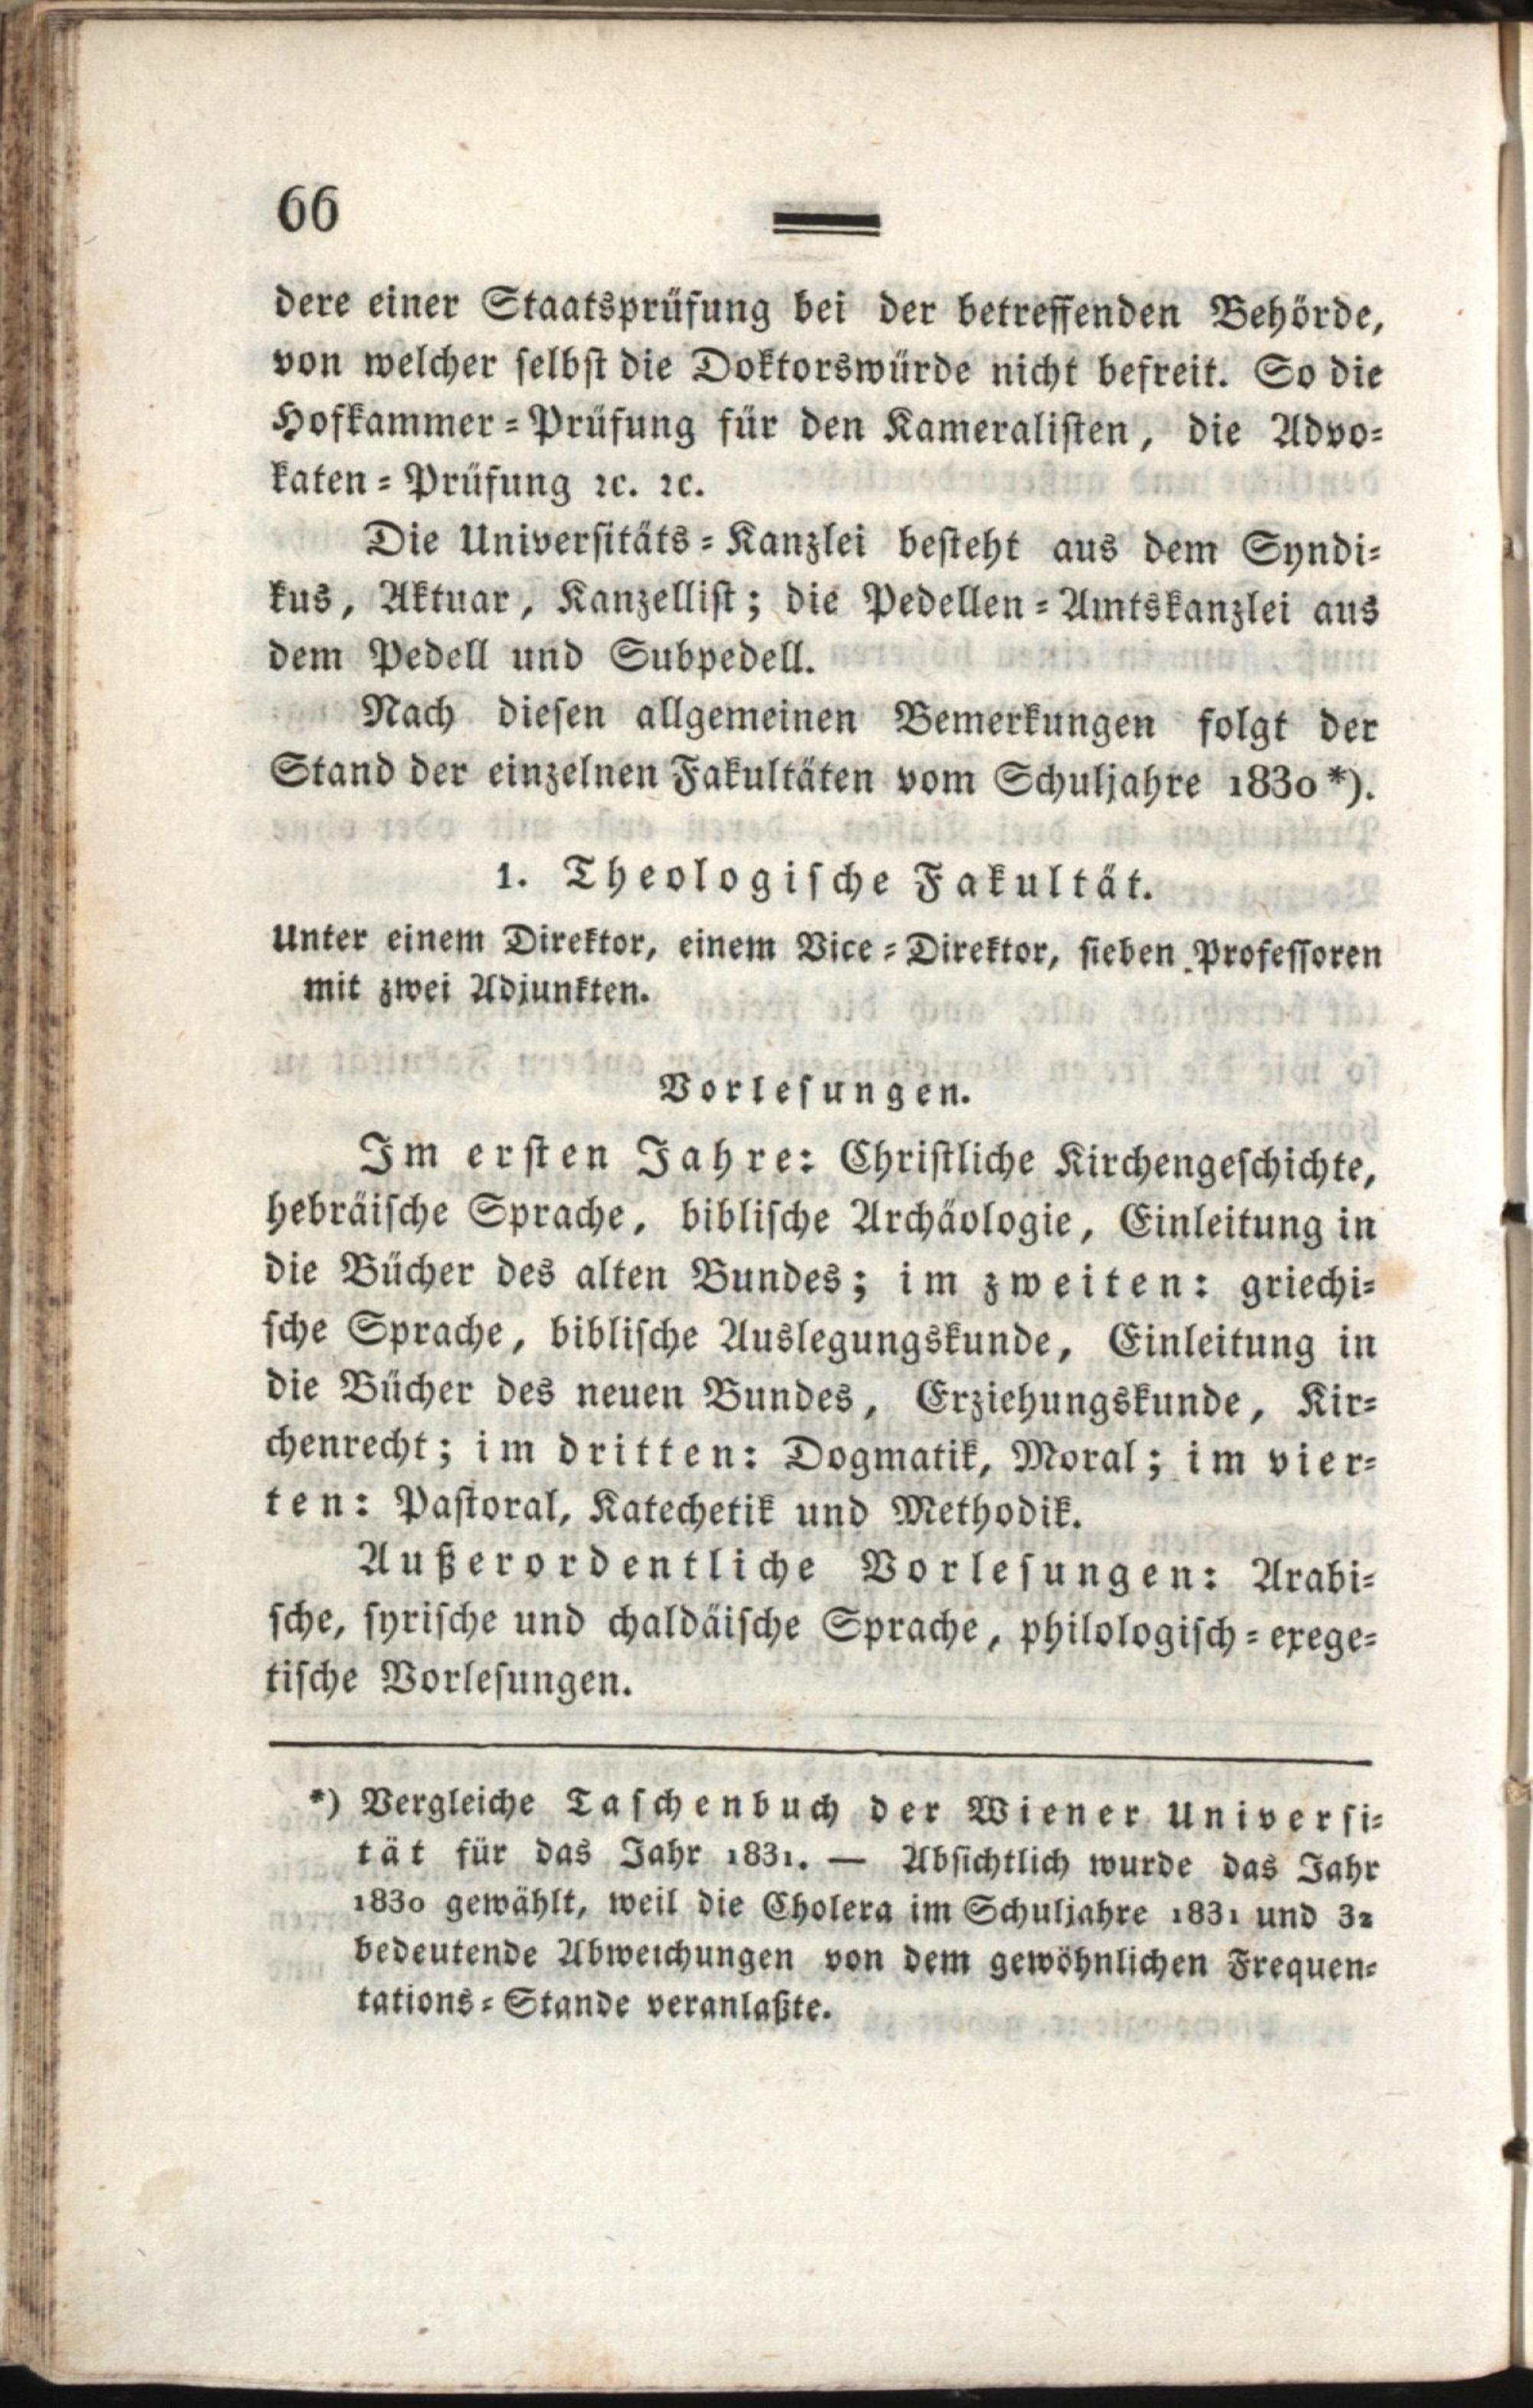 66
dere einer Staatsprüfung bei der betreffenden Behörde,
von welcher selbst die Doktorswürde nicht befreit. So die
Hofkammer-Prüfung für den Kameralisten, die Advo-
katen-Prüfung ꝛc. ꝛc.
Die Universitäts-Kanzlei besteht aus dem Syndi-
kus, Aktuar, Kanzellist; die Pedellen-Amtskanzlei aus
dem Pedell und Subpedell.
Nach diesen allgemeinen Bemerkungen folgt der
Stand der einzelnen Fakultäten vom Schuljahre 1830 *).
1. Theologische Fakultät.
Unter einem Direktor, einem Vice-Direktor, sieben Professoren
mit zwei Adjunkten.
Vorlesungen.
Im ersten Jahre: Christliche Kirchengeschichte,
hebräische Sprache, biblische Archäologie, Einleitung in
die Bücher des alten Bundes; im zweiten: griechi-
sche Sprache, biblische Auslegungskunde, Einleitung in
die Bücher des neuen Bundes, Erziehungskunde, Kir-
chenrecht; im dritten: Dogmatik, Moral; im vier-
ten: Pastoral, Katechetik und Methodik.
Außerordentliche Vorlesungen: Arabi-
sche, syrische und chaldäische Sprache, philologisch-exege-
tische Vorlesungen.
*) Vergleiche Taschenbuch der Wiener Universi-
tät für das Jahr 1831. — Absichtlich wurde das Jahr
1830 gewählt, weil die Cholera im Schuljahre 1831 und 32
bedeutende Abweichungen von dem gewöhnlichen Frequen-
tations-Stande veranlaßte.